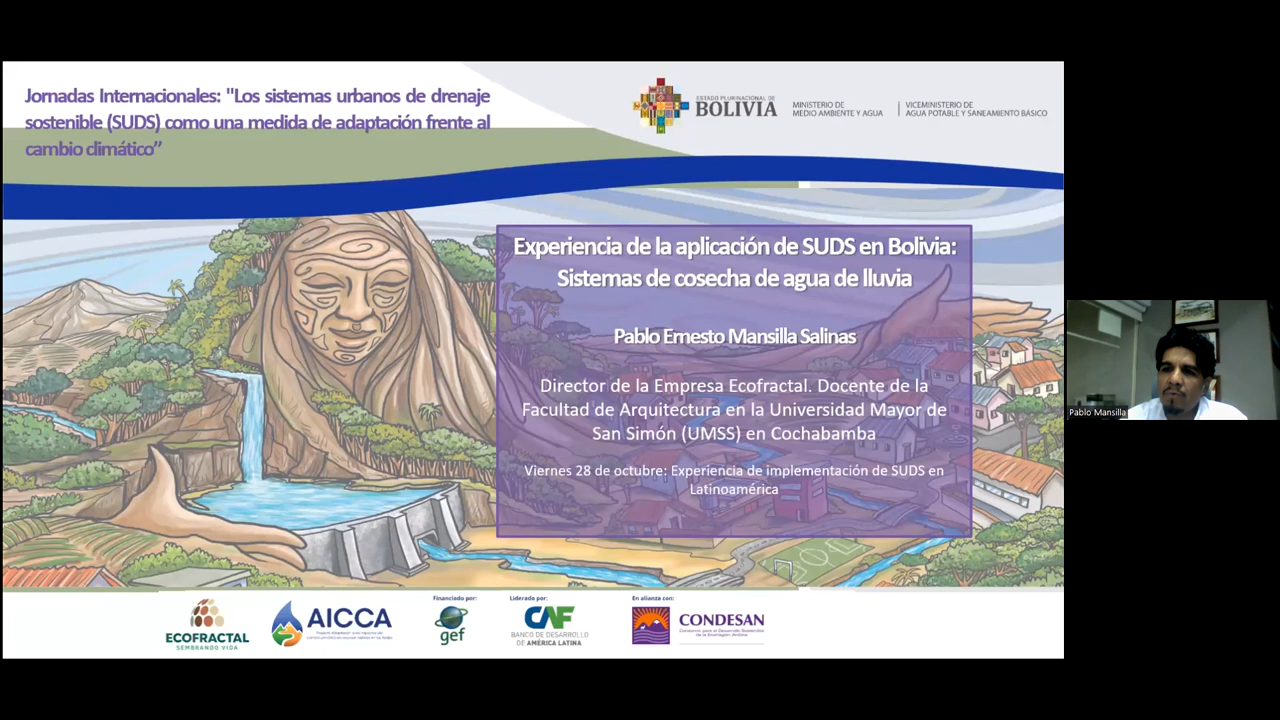 Jornadas Internacionales: "Los sistemas urbanos de drenaje
sostenible (SUDS) como una medida de adaptación frente al
cambio climático”
ESTADO PLURINACIONAL DE
BOLIVIA
MINISTERIO DE
MEDIO AMBIENTE Y AGUA
VICEMINISTERIO DE
AGUA POTABLE Y SANEAMIENTO BÁSICO
Experiencia de la aplicación de SUDS en Bolivia:
Sistemas de cosecha de agua de lluvia
Pablo Ernesto Mansilla Salinas
Director de la Empresa Ecofractal. Docente de la
Facultad de Arquitectura en la Universidad Mayor de
San Simón (UMSS) en Cochabamba
Viernes 28 de octubre: Experiencia de implementación de SUDS en
Latinoamérica
Pablo Mansilla
ECOFRACTAL
SEMBRANDO VIDA
AICCA
Financiado por:
gef
Liderado por:
CAF
BANCO DE DESARROLLO
DE AMÉRICA LATINA
En alianza con:
CONDESAN